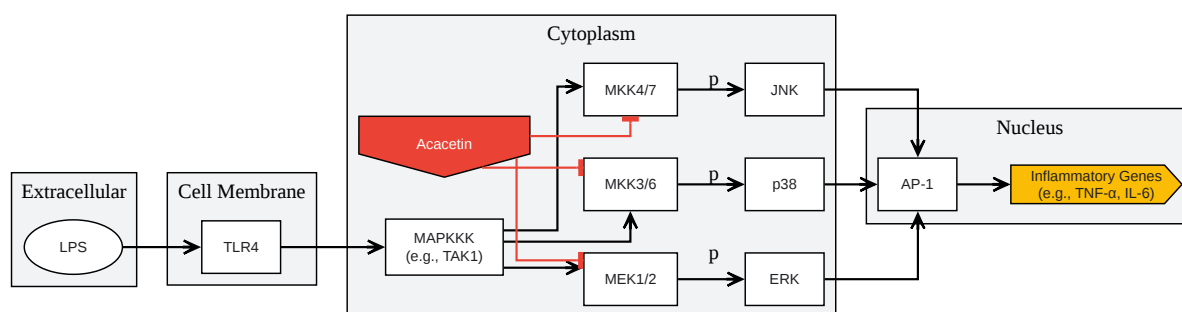 Cytoplasm
MKK4/7
p
JNK
Acacetin
Nucleus
Extracellular
Cell Membrane
MKK3/6
p
p38
AP-1
Inflammatory Genes
(e.g., TNF-α, IL-6)
LPS
TLR4
MAPKKK
(e.g., TAK1)
p
MEK1/2
ERK